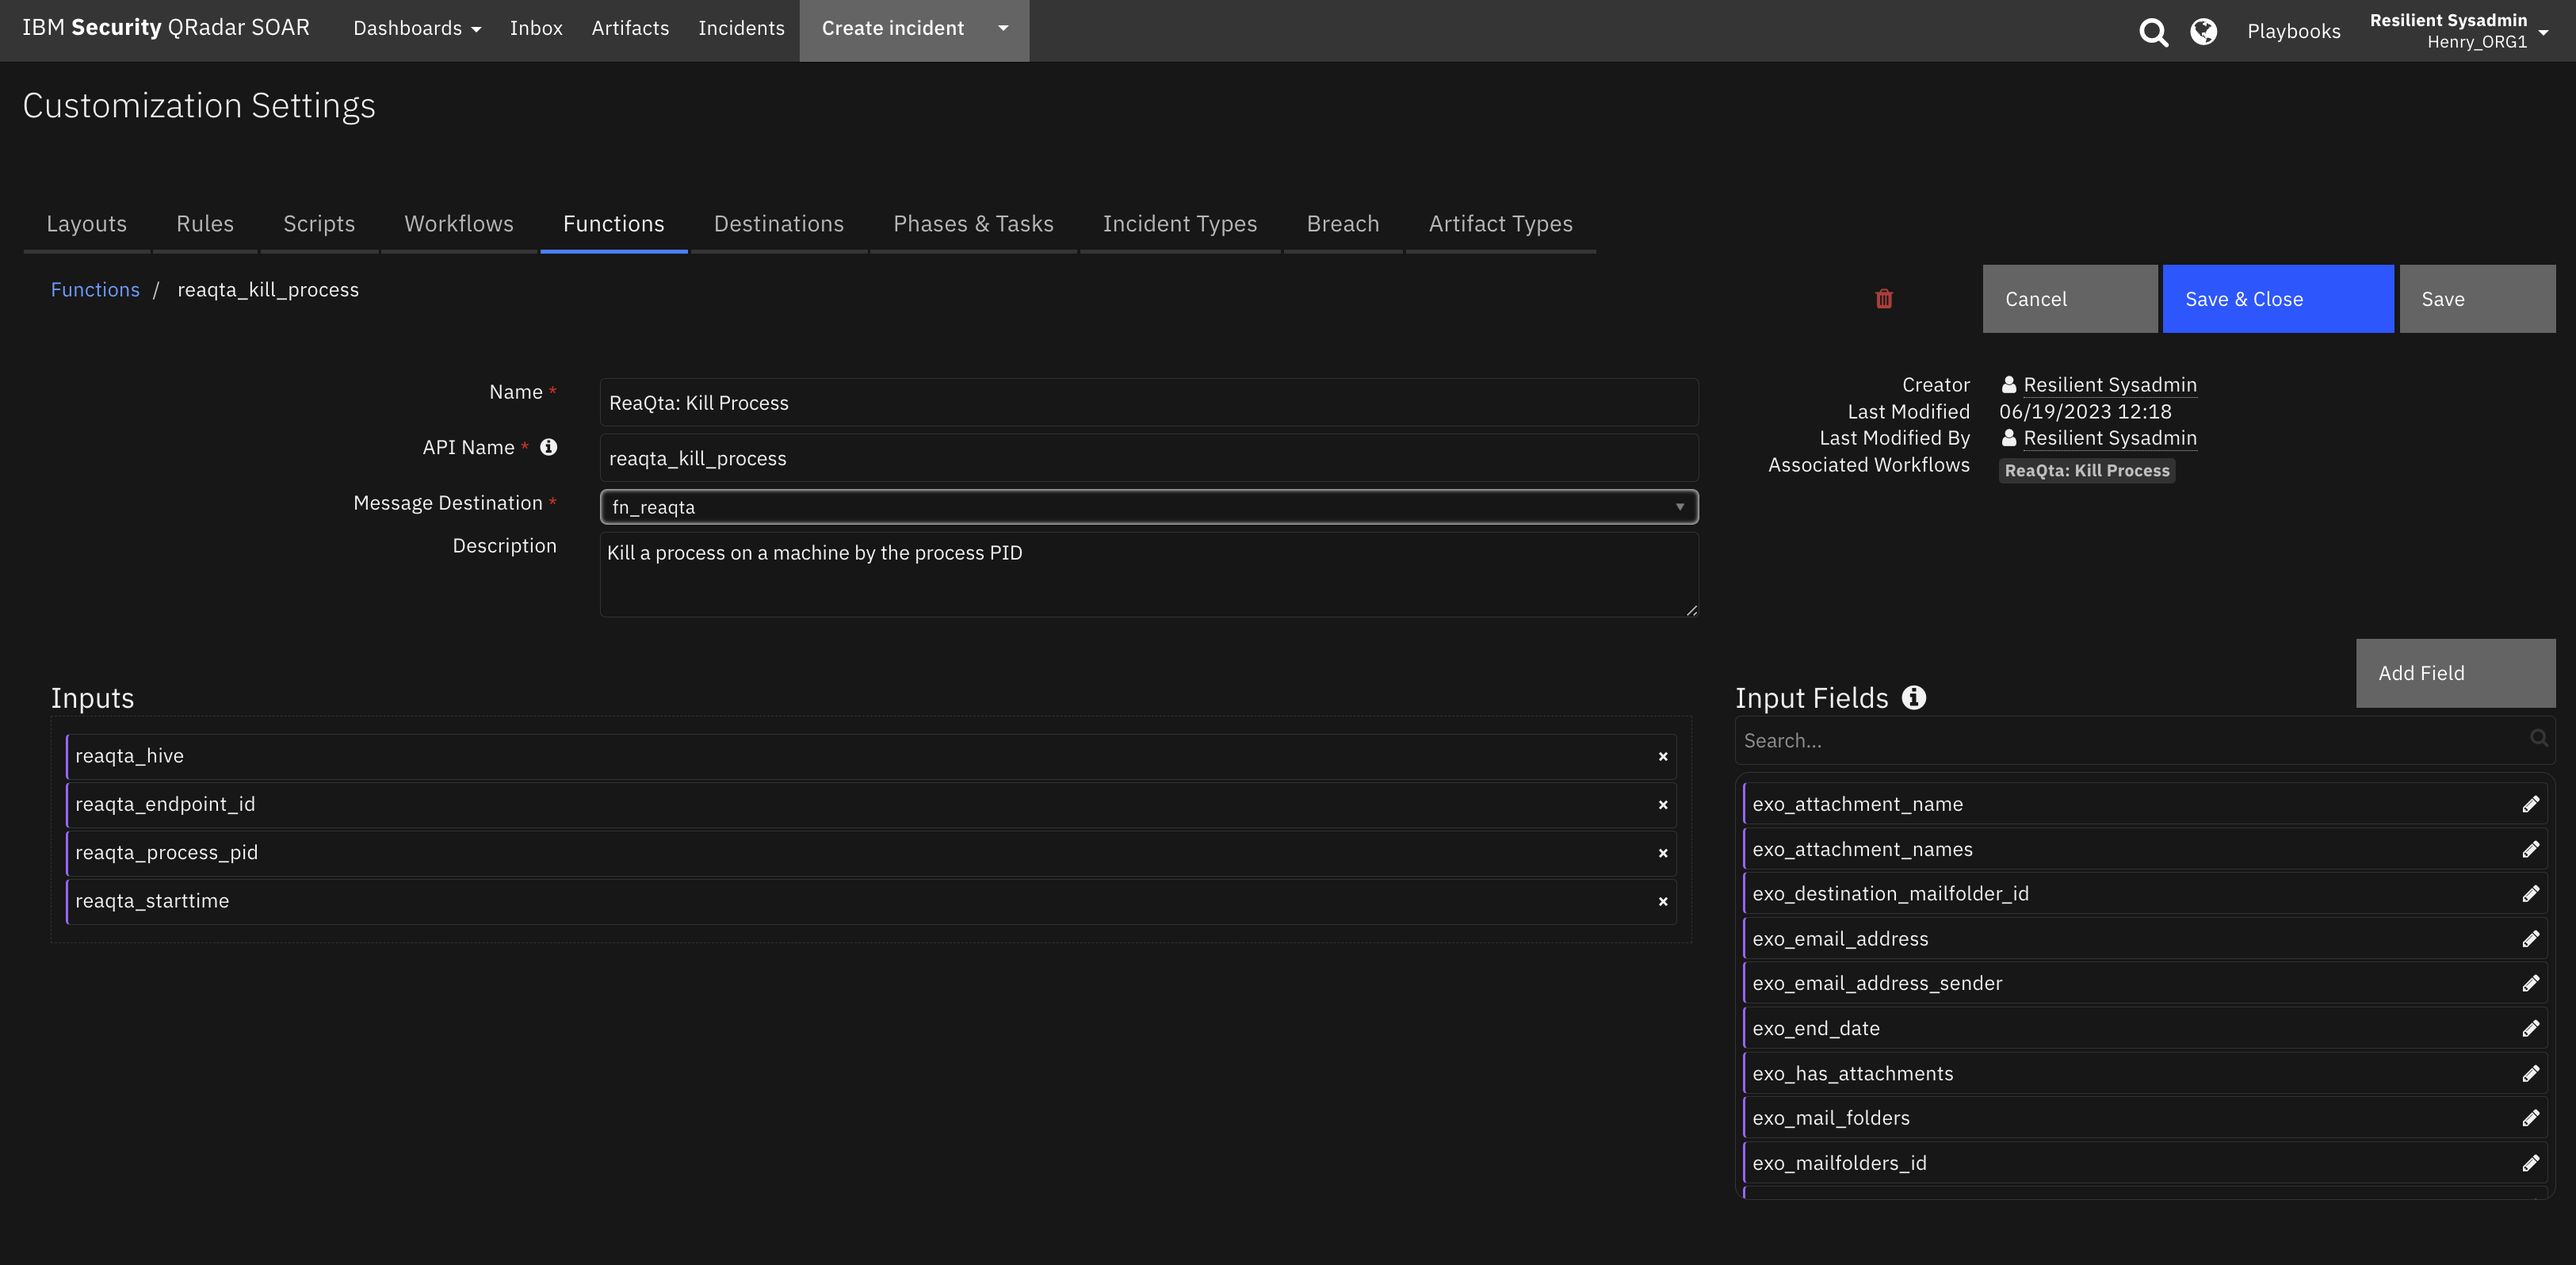 IBM Security QRadar SOAR Dashboards Inbox Artifacts Incidents Create incident Playbooks Resilient Sysadmin
Henry_ORG1
Customization Settings
Layouts Rules Scripts Workflows Functions Destinations Phases & Tasks Incident Types Breach Artifact Types
Functions / reaqta_kill_process
Cancel Save & Close Save
Name * ReaQta: Kill Process
API Name * reaqta_kill_process
Message Destination * fn_reaqta
Description Kill a process on a machine by the process PID
Creator Resilient Sysadmin
Last Modified 06/19/2023 12:18
Last Modified By Resilient Sysadmin
Associated Workflows ReaQta: Kill Process
Inputs
reaqta_hive
reaqta_endpoint_id
reaqta_process_pid
reaqta_starttime
Add Field
Input Fields
Search...
exo_attachment_name
exo_attachment_names
exo_destination_mailfolder_id
exo_email_address
exo_email_address_sender
exo_end_date
exo_has_attachments
exo_mail_folders
exo_mailfolders_id